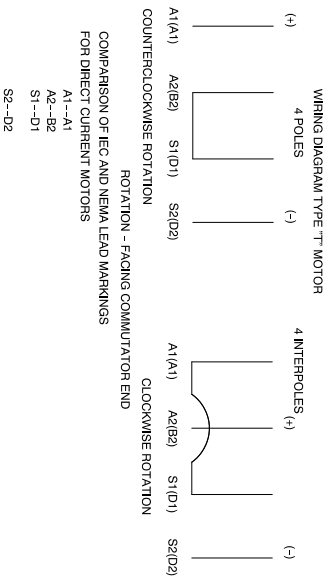 WIRING DIAGRAM TYPE "T" MOTOR
4 POLES
4 INTERPOLES
(+)
(-)
(+)
(-)
A1(A1)
A2(B2)
S1(D1)
S2(D2)
A1(A1)
A2(B2)
S1(D1)
S2(D2)
COUNTERCLOCKWISE ROTATION
CLOCKWISE ROTATION
ROTATION - FACING COMMUTATOR END
COMPARISON OF IEC AND NEMA LEAD MARKINGS
FOR DIRECT CURRENT MOTORS
A1--A1
A2--B2
S1--D1
S2--D2